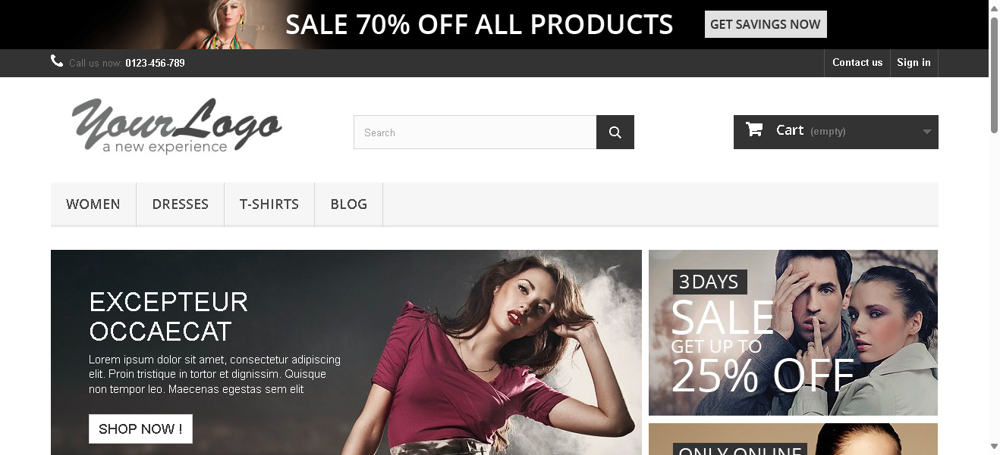 SALE 70% OFF ALL PRODUCTS
GET SAVINGS NOW
Call us now: 0123-456-789
Contact us
Sign in
YourLogo
a new experience
Search
Cart (empty)
WOMEN
DRESSES
T-SHIRTS
BLOG
EXCEPTEUR
OCCAECAT
Lorem ipsum dolor sit amet, consectetur adipiscing
elit. Proin tristique in tortor et dignissim. Quisque
non tempor leo. Maecenas egestas sem elit
SHOP NOW !
3 DAYS
SALE
GET UP TO
25% OFF
ONLY ONLINE